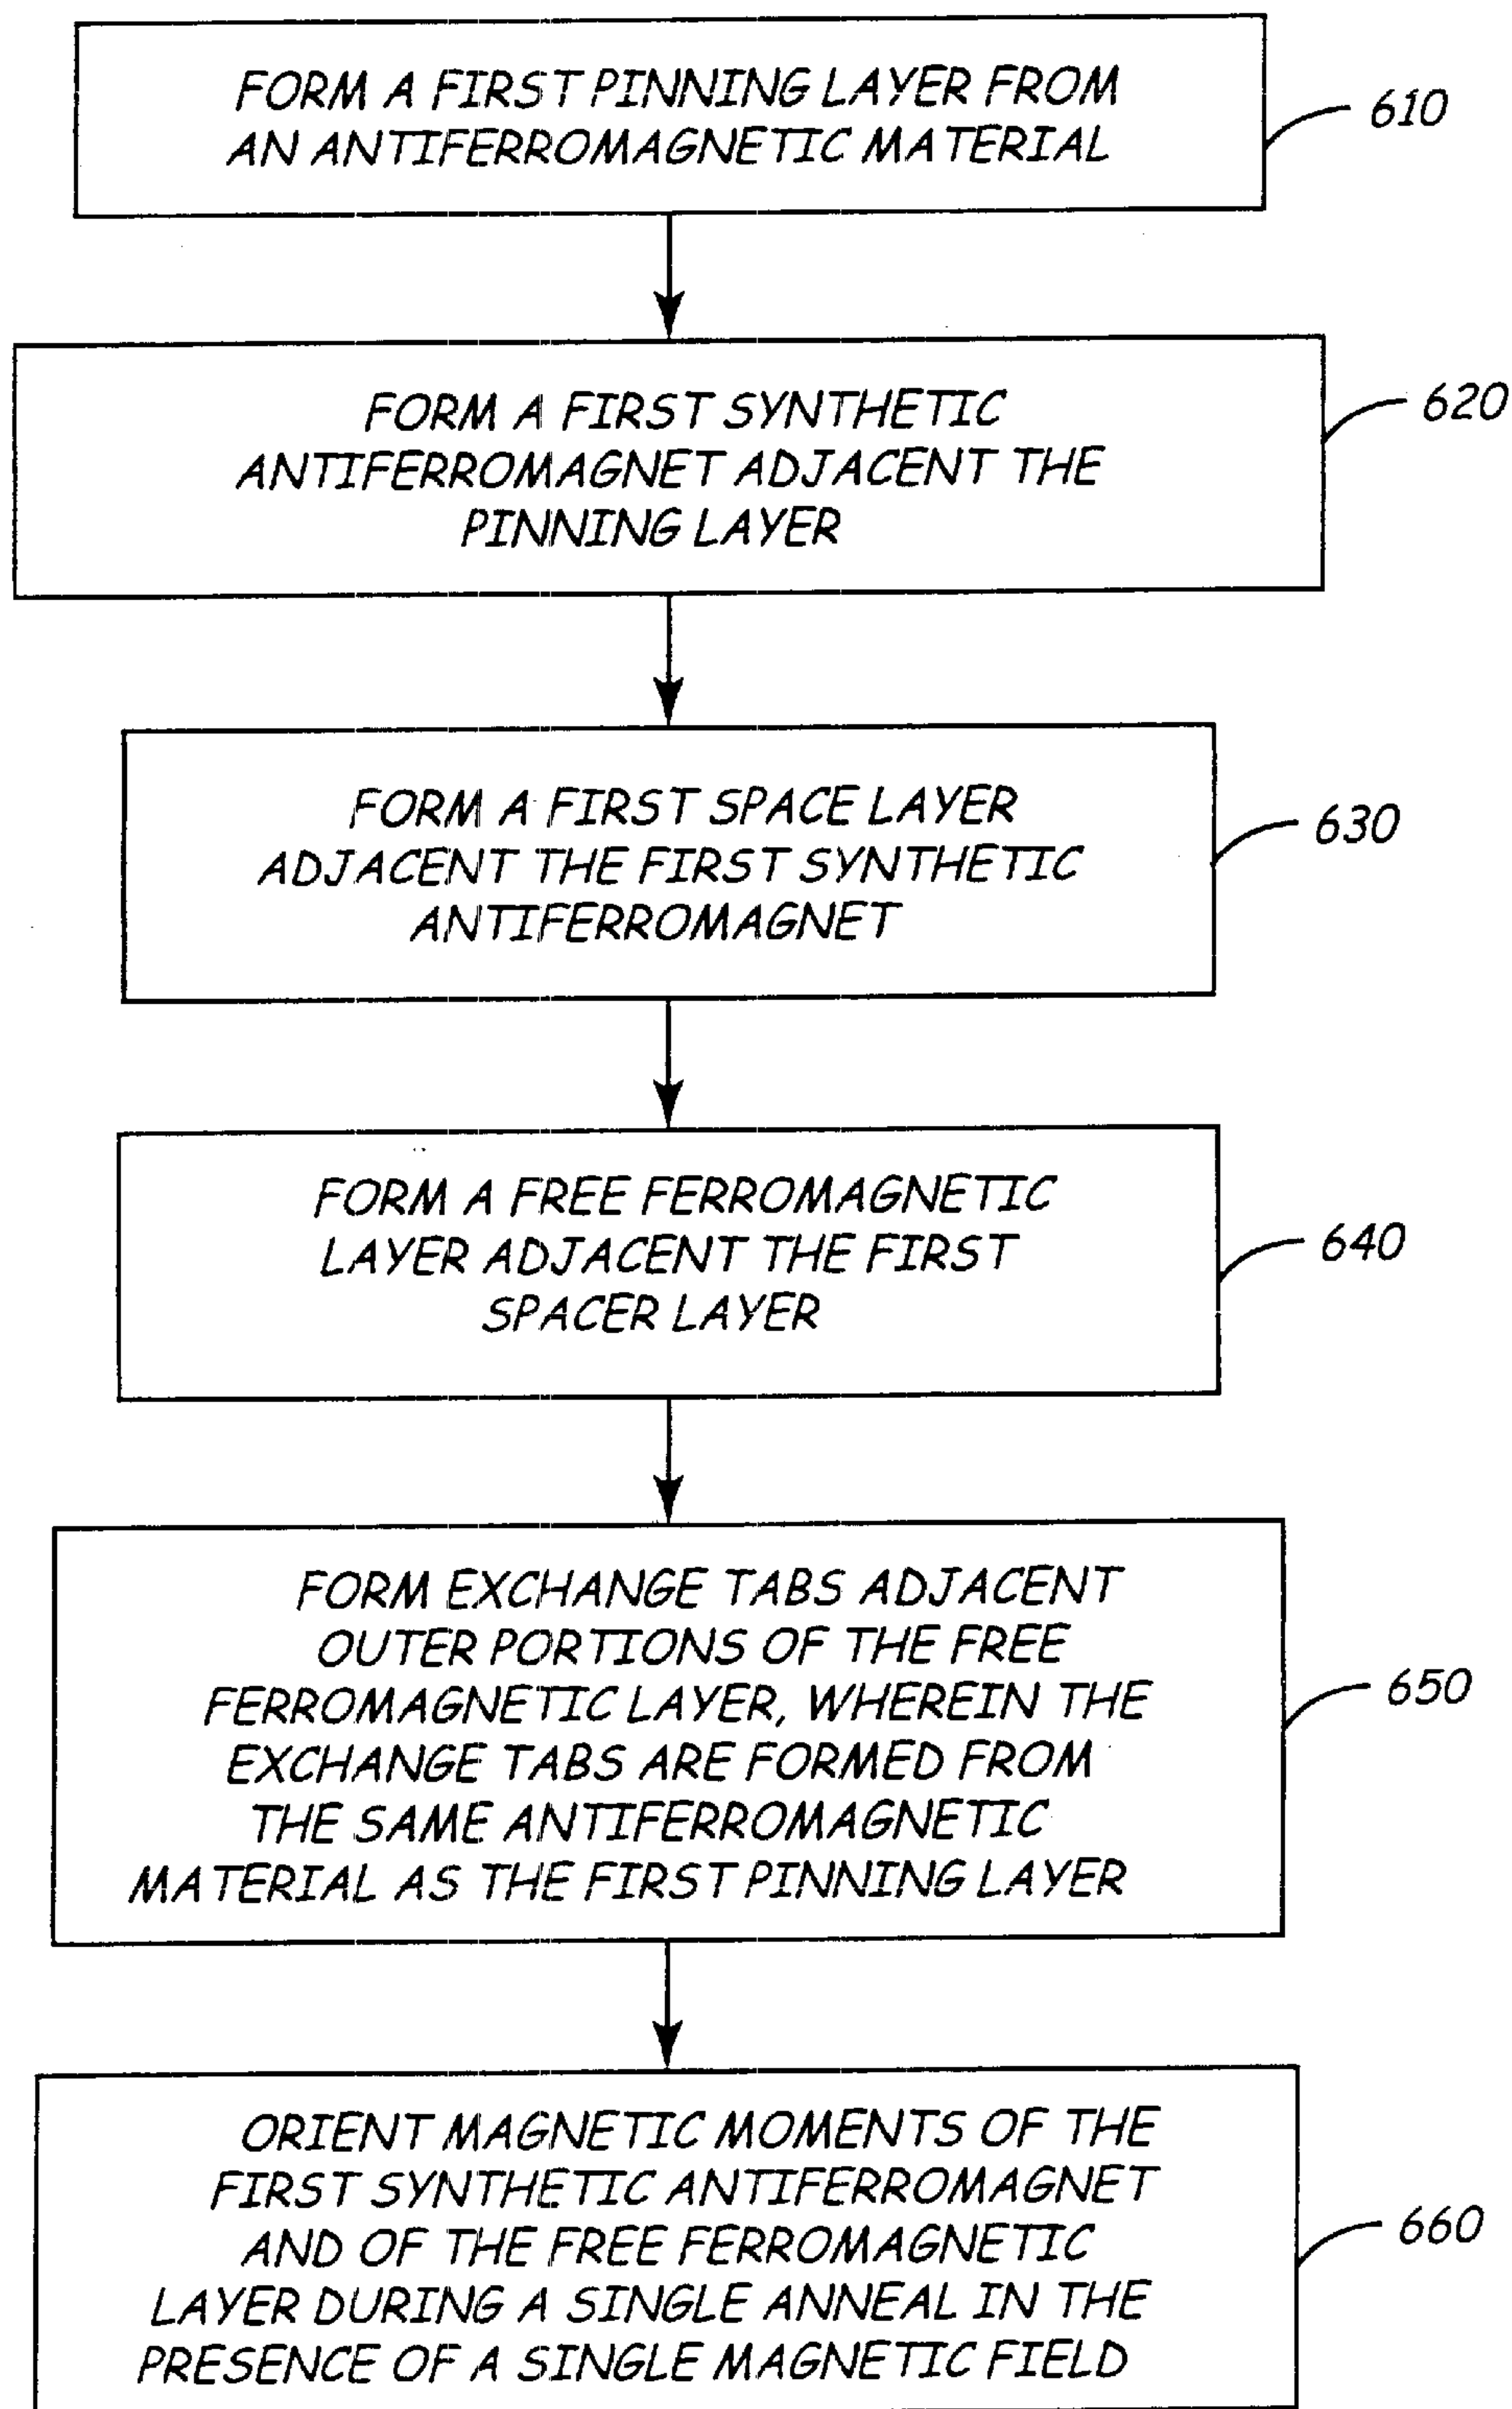 FORM A FIRST PINNING LAYER FROM
AN ANTIFERROMAGNETIC MATERIAL
610
FORM A FIRST SYNTHETIC
ANTIFERROMAGNET ADJACENT THE
PINNING LAYER
620
FORM A FIRST SPACE LAYER
ADJACENT THE FIRST SYNTHETIC
ANTIFERROMAGNET
630
FORM A FREE FERROMAGNETIC
LAYER ADJACENT THE FIRST
SPACER LAYER
640
FORM EXCHANGE TABS ADJACENT
OUTER PORTIONS OF THE FREE
FERROMAGNETIC LAYER, WHEREIN THE
EXCHANGE TABS ARE FORMED FROM
THE SAME ANTIFERROMAGNETIC
MATERIAL AS THE FIRST PINNING LAYER
650
ORIENT MAGNETIC MOMENTS OF THE
FIRST SYNTHETIC ANTIFERROMAGNET
AND OF THE FREE FERROMAGNETIC
LAYER DURING A SINGLE ANNEAL IN THE
PRESENCE OF A SINGLE MAGNETIC FIELD
660